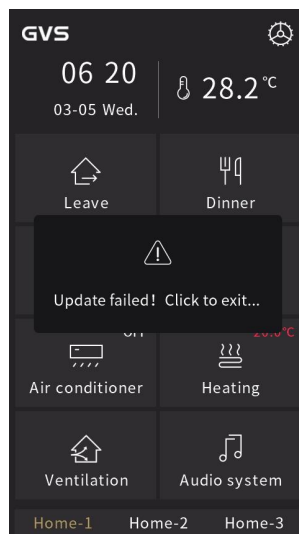 GVS
06 20
03-05 Wed.
28.2°C
Leave
Dinner
Update failed! Click to exit...
Air conditioner
Heating
Ventilation
Audio system
Home-1
Home-2
Home-3